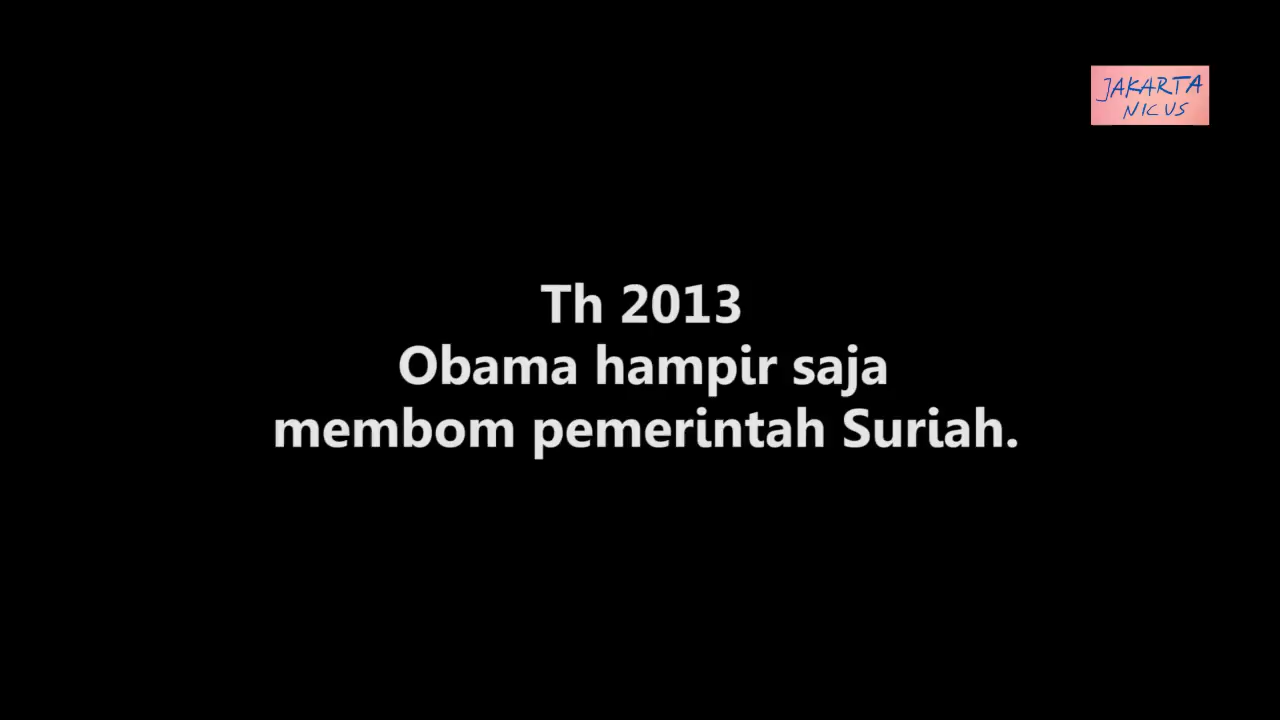 JAKARTA
NICUS
Th 2013
Obama hampir saja
membom pemerintah Suriah.